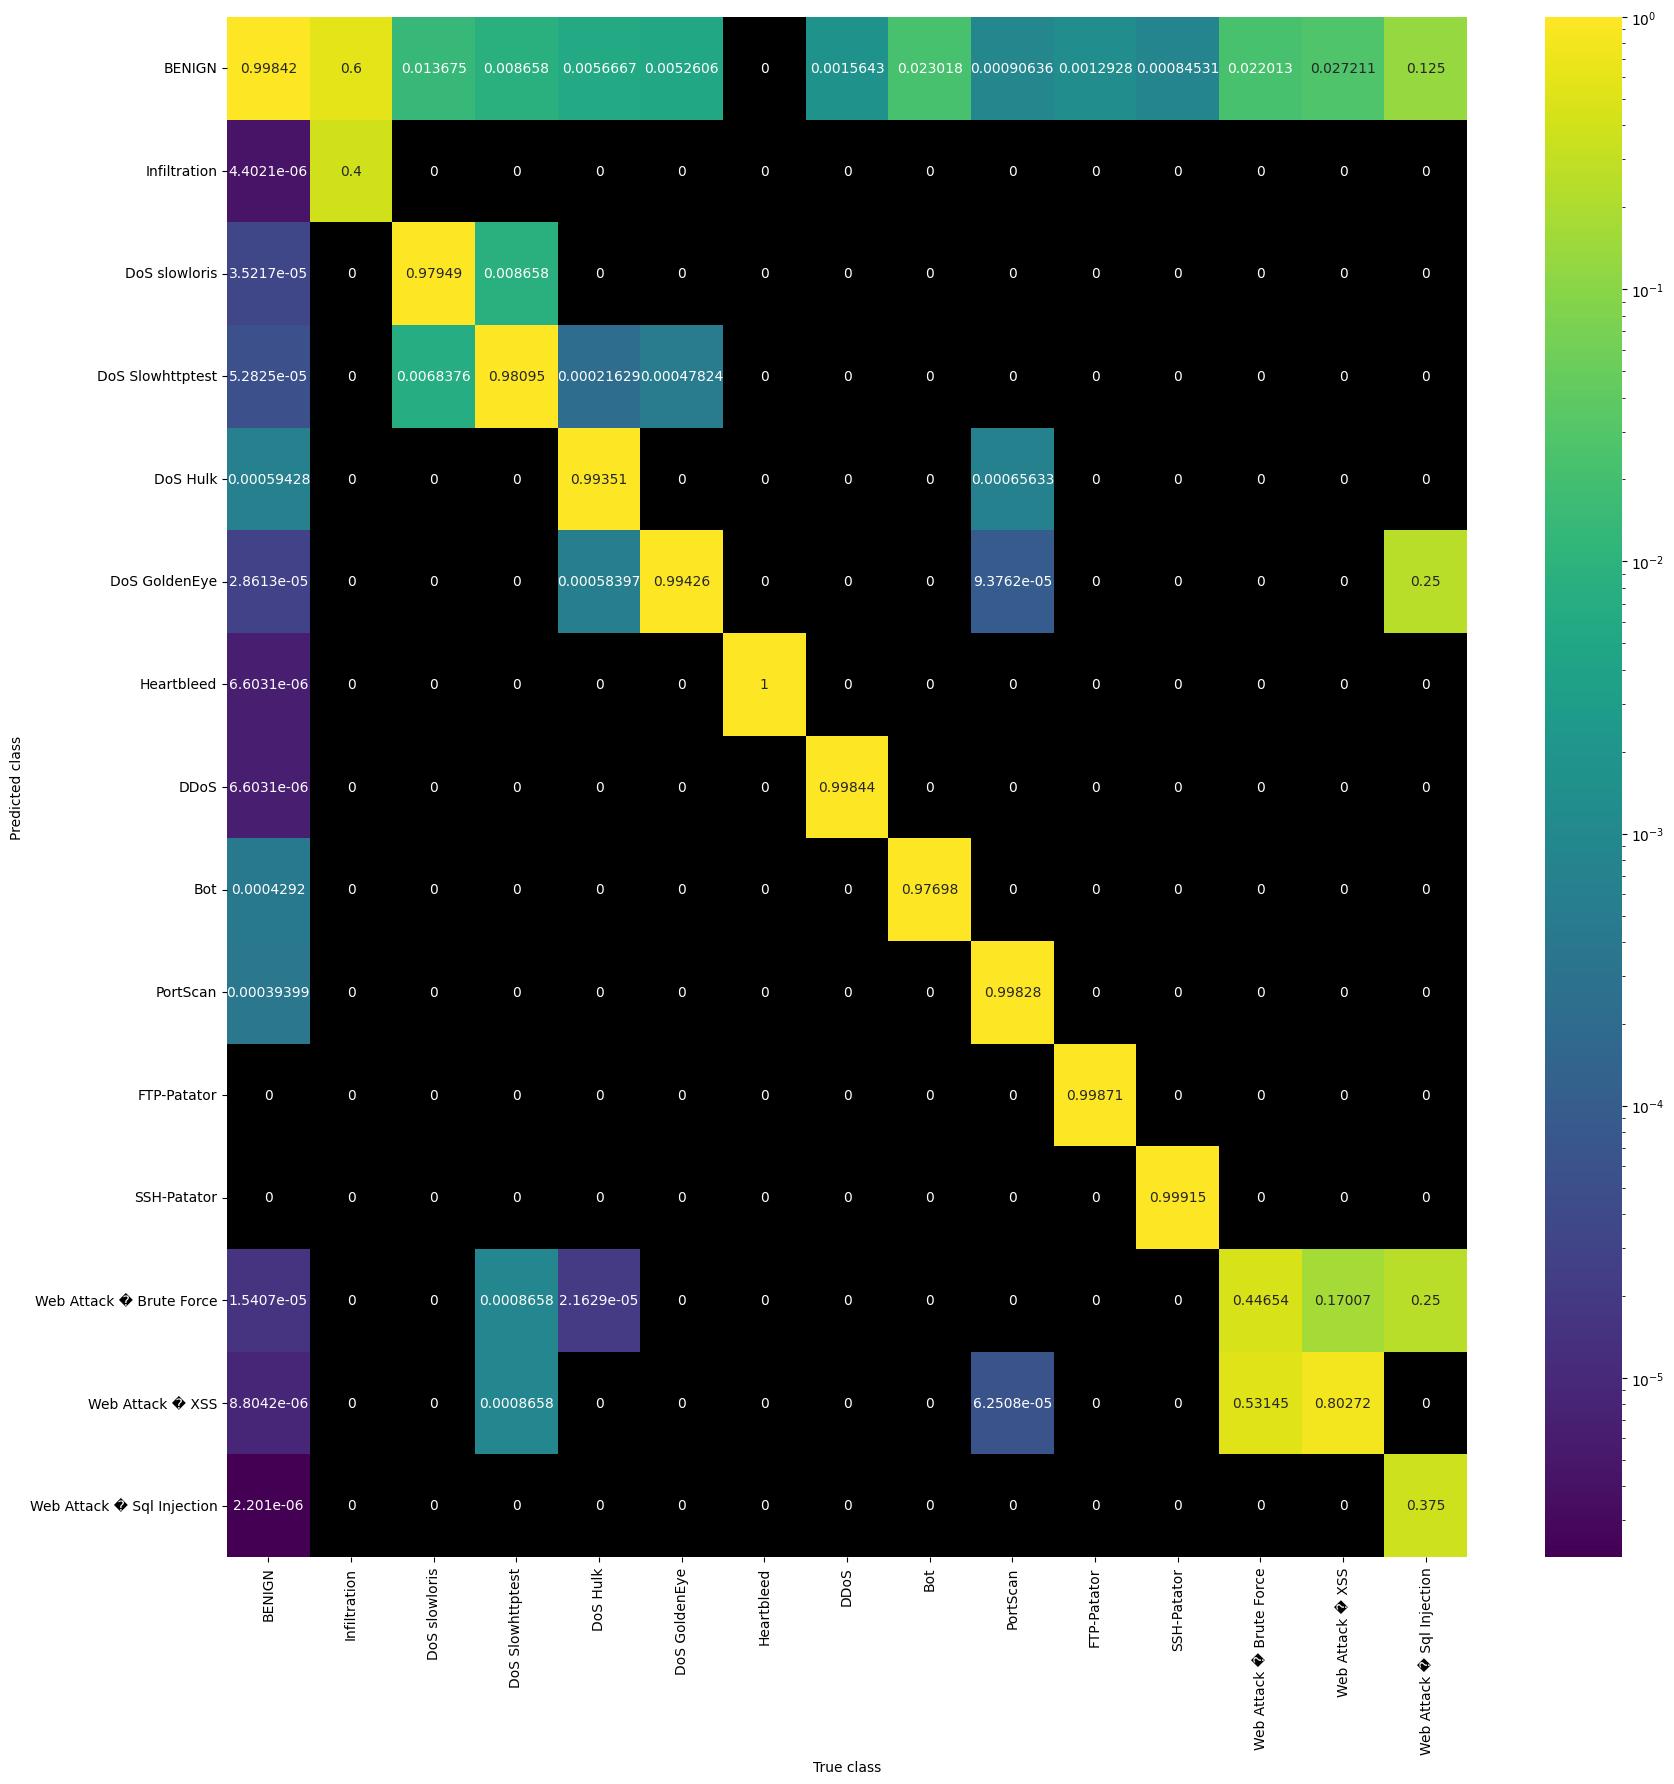 BENIGN 0.99842 0.6 0.013675 0.008658 0.0056667 0.0052606 0 0.0015643 0.023018 0.00090636 0.0012928 0.00084531 0.022013 0.027211 0.125
Infiltration 4.4021e-06 0.4 0 0 0 0 0 0 0 0 0 0 0 0 0
DoS slowloris 3.5217e-05 0 0.97949 0.008658 0 0 0 0 0 0 0 0 0 0 0
DoS Slowhttptest 5.2825e-05 0 0.0068376 0.98095 0.00021629 0.00047824 0 0 0 0 0 0 0 0 0
DoS Hulk 0.00059428 0 0 0 0.99351 0 0 0 0 0.00065633 0 0 0 0 0
DoS GoldenEye 2.8613e-05 0 0 0 0.00058397 0.99426 0 0 0 9.3762e-05 0 0 0 0 0.25
Heartbleed 6.6031e-06 0 0 0 0 0 1 0 0 0 0 0 0 0 0
DDoS 6.6031e-06 0 0 0 0 0 0 0.99844 0 0 0 0 0 0 0
Bot 0.0004292 0 0 0 0 0 0 0 0.97698 0 0 0 0 0 0
PortScan 0.00039399 0 0 0 0 0 0 0 0 0.99828 0 0 0 0 0
FTP-Patator 0 0 0 0 0 0 0 0 0 0 0.99871 0 0 0 0
SSH-Patator 0 0 0 0 0 0 0 0 0 0 0 0.99915 0 0 0
Web Attack � Brute Force 1.5407e-05 0 0 0.0008658 2.1629e-05 0 0 0 0 0 0 0 0.44654 0.17007 0.25
Web Attack � XSS 8.8042e-06 0 0 0.0008658 0 0 0 0 0 6.2508e-05 0 0 0.53145 0.80272 0
Web Attack � Sql Injection 2.201e-06 0 0 0 0 0 0 0 0 0 0 0 0 0 0.375
Predicted class
BENIGN
Infiltration
DoS slowloris
DoS Slowhttptest
DoS Hulk
DoS GoldenEye
Heartbleed
DDoS
Bot
PortScan
FTP-Patator
SSH-Patator
Web Attack � Brute Force
Web Attack � XSS
Web Attack � Sql Injection
True class
10⁰
10⁻¹
10⁻²
10⁻³
10⁻⁴
10⁻⁵